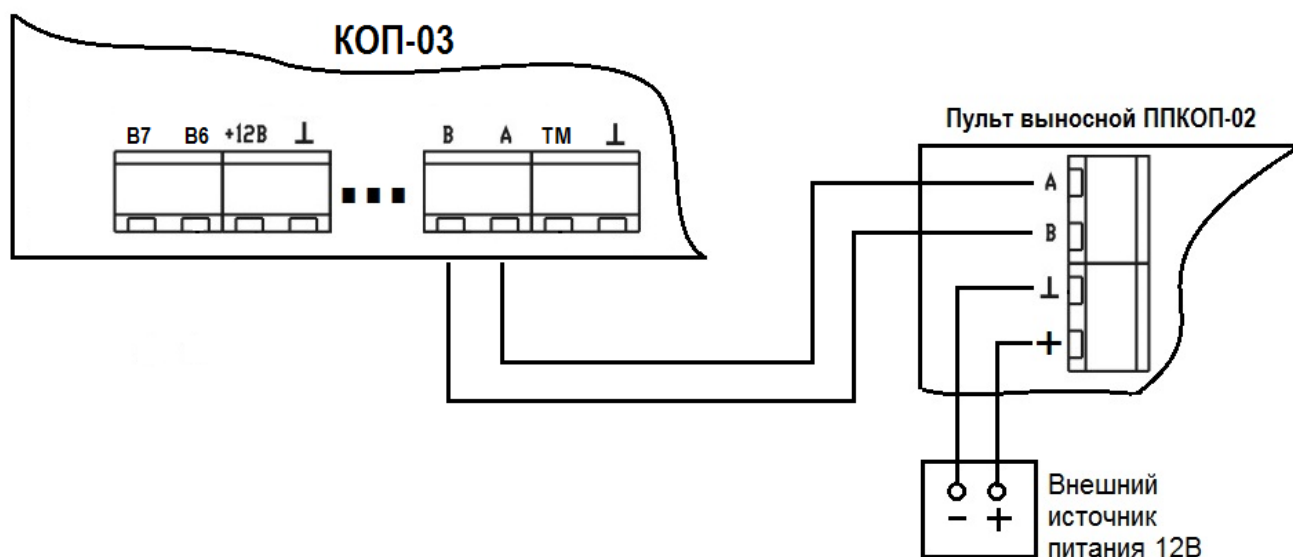 КОП-03
B7 B6 +12В ⊥ B A TM ⊥
Пульт выносной ППКОП-02
A
B
⊥
+
- +
Внешний
источник
питания 12В